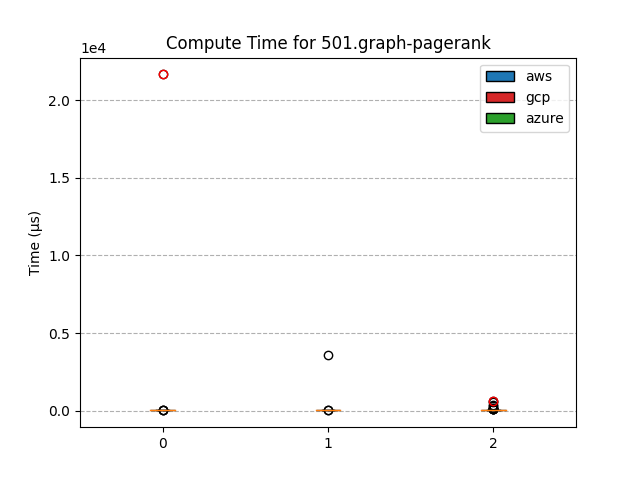 Compute Time for 501.graph-pagerank
1e4
aws
gcp
azure
2.0
1.5
1.0
0.5
0.0
Time (μs)
0 1 2